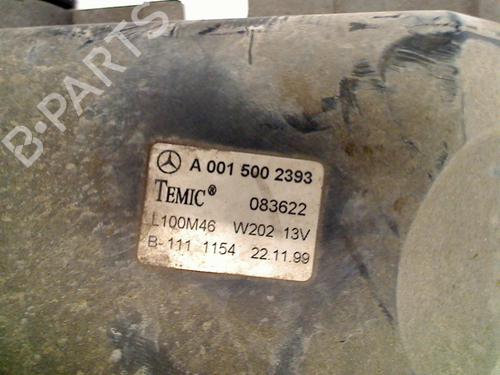 B-PARTS
A 001 500 2393
TEMIC® 083622
L100M46 W202 13V
B-111 1154 22.11.99